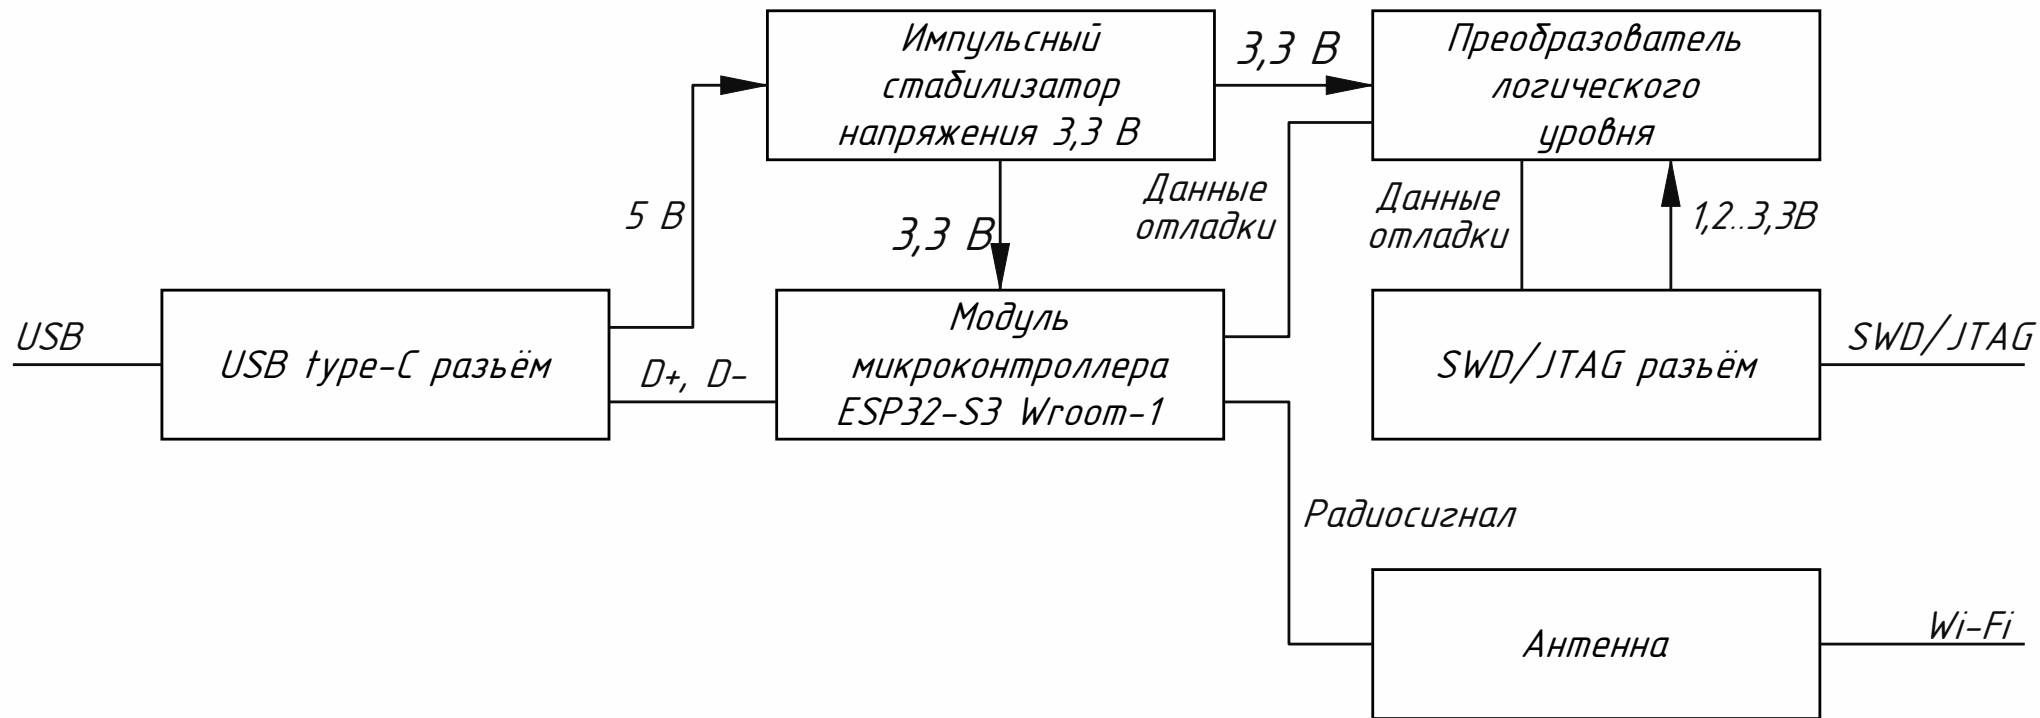 Импульсный
стабилизатор
напряжения 3,3 В
3,3 В
Преобразователь
логического
уровня
5 В
3,3 В
Данные
отладки
Данные
отладки
1,2..3,3В
USB
USB type-C разъём
D+, D-
Модуль
микроконтроллера
ESP32-S3 Wroom-1
SWD/JTAG разъём
SWD/JTAG
Радиосигнал
Антенна
Wi-Fi